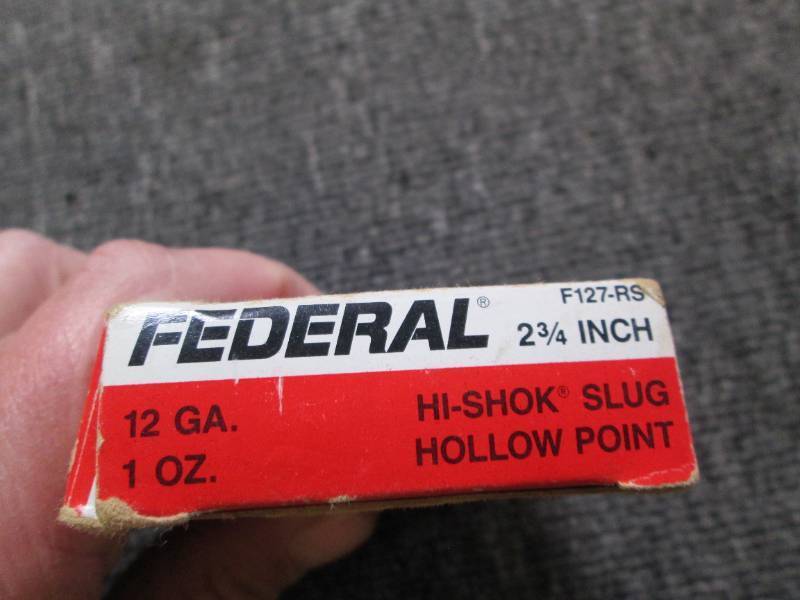 FEDERAL® F127-RS
2¾ INCH
12 GA. HI-SHOK® SLUG
1 OZ. HOLLOW POINT